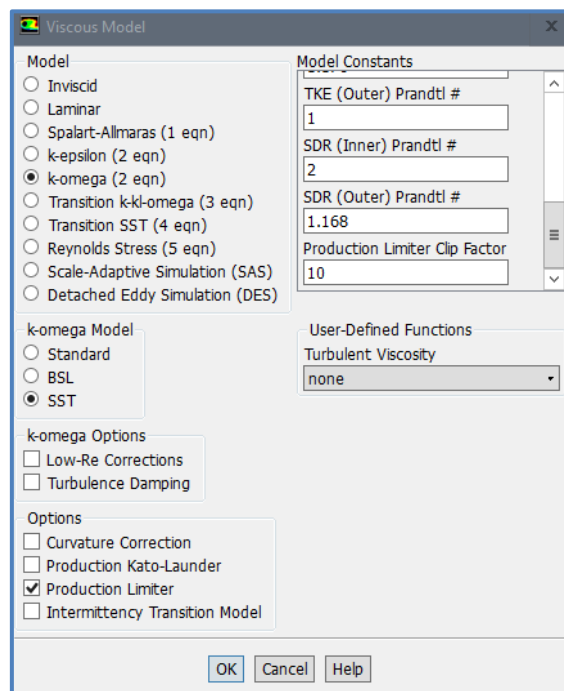 Viscous Model
Model
Inviscid
Laminar
Spalart-Allmaras (1 eqn)
k-epsilon (2 eqn)
k-omega (2 eqn)
Transition k-kl-omega (3 eqn)
Transition SST (4 eqn)
Reynolds Stress (5 eqn)
Scale-Adaptive Simulation (SAS)
Detached Eddy Simulation (DES)
k-omega Model
Standard
BSL
SST
k-omega Options
Low-Re Corrections
Turbulence Damping
Options
Curvature Correction
Production Kato-Launder
Production Limiter
Intermittency Transition Model
Model Constants
TKE (Outer) Prandtl #
1
SDR (Inner) Prandtl #
2
SDR (Outer) Prandtl #
1.168
Production Limiter Clip Factor
10
User-Defined Functions
Turbulent Viscosity
none
OK Cancel Help